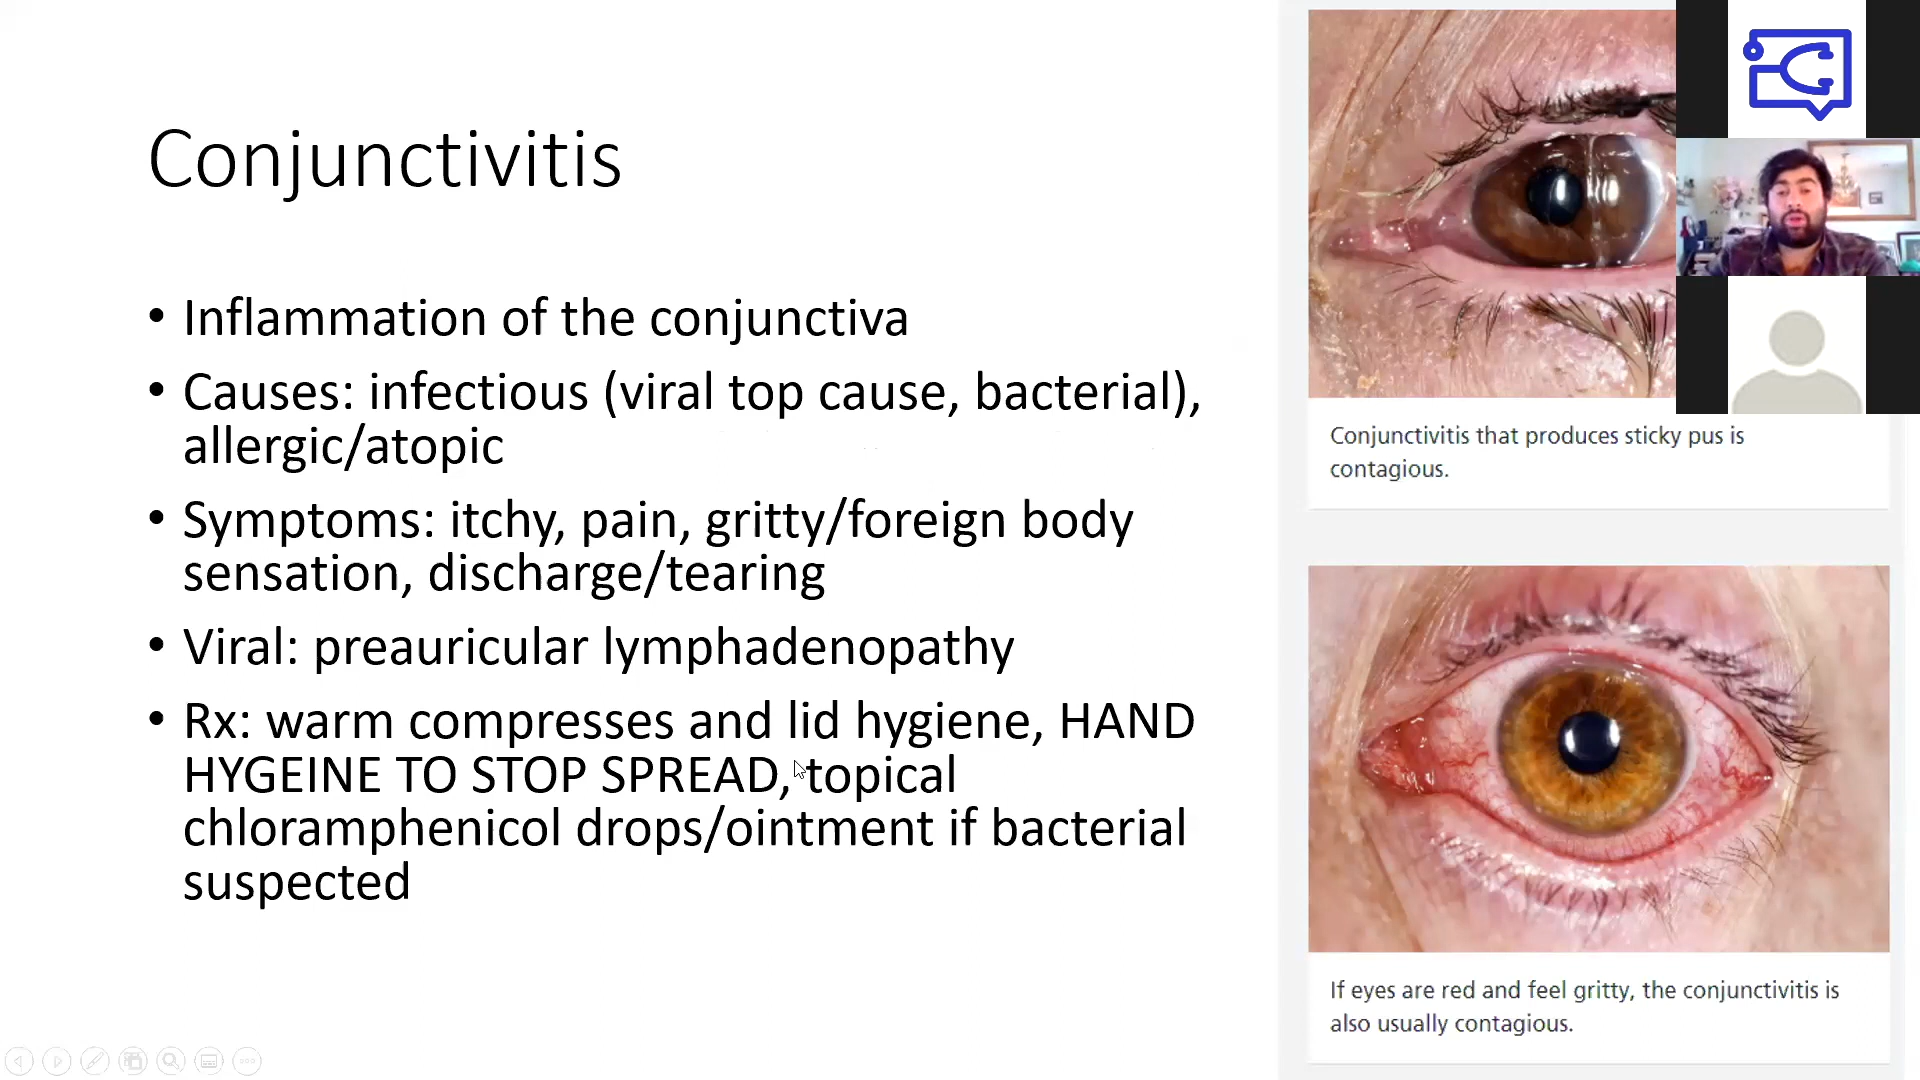 Conjunctivitis
• Inflammation of the conjunctiva
• Causes: infectious (viral top cause, bacterial),
allergic/atopic
• Symptoms: itchy, pain, gritty/foreign body
sensation, discharge/tearing
• Viral: preauricular lymphadenopathy
• Rx: warm compresses and lid hygiene, HAND
HYGEINE TO STOP SPREAD, topical
chloramphenicol drops/ointment if bacterial
suspected
Conjunctivitis that produces sticky pus is
contagious.
If eyes are red and feel gritty, the conjunctivitis is
also usually contagious.